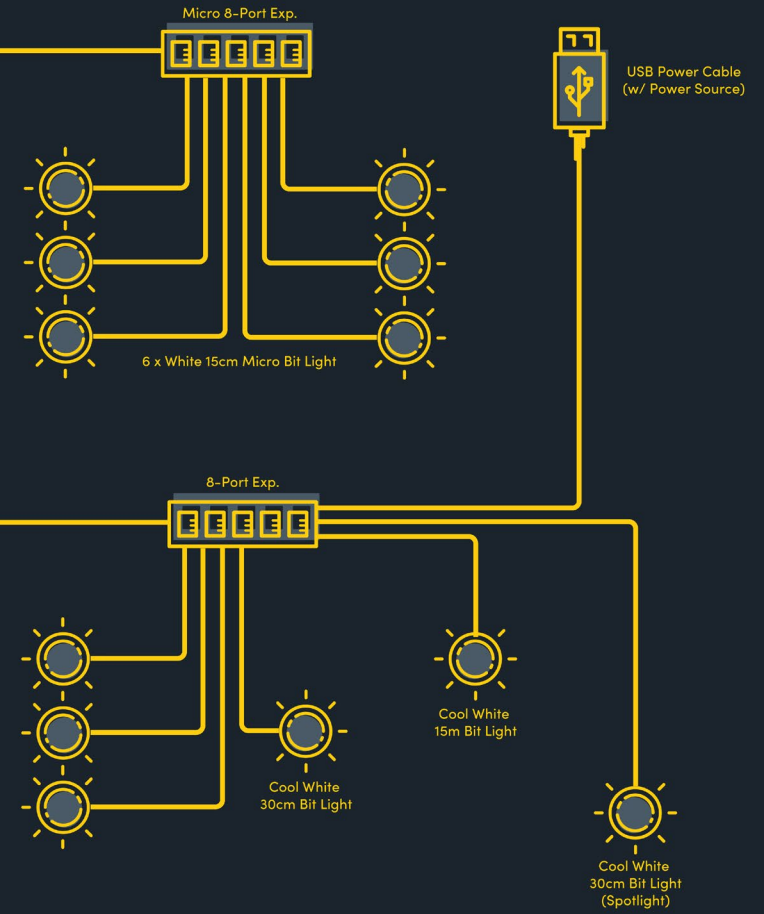 Micro 8-Port Exp.
USB Power Cable
(w/ Power Source)
6 x White 15cm Micro Bit Light
8-Port Exp.
Cool White
15m Bit Light
Cool White
30cm Bit Light
Cool White
30cm Bit Light
(Spotlight)